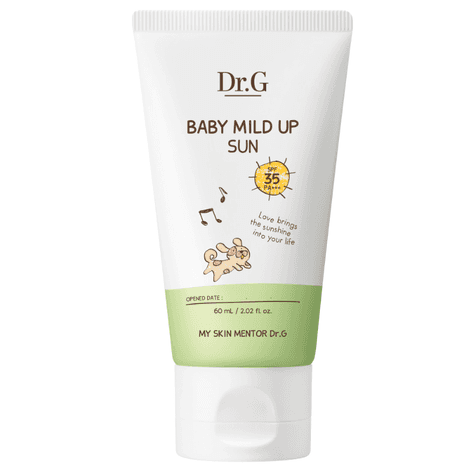 Dr.G
BABY MILD UP
SUN
SPF
35
PA+++
Love brings
the sunshine
into your life
OPENED DATE :
60 mL / 2.02 fl. oz.
MY SKIN MENTOR Dr.G